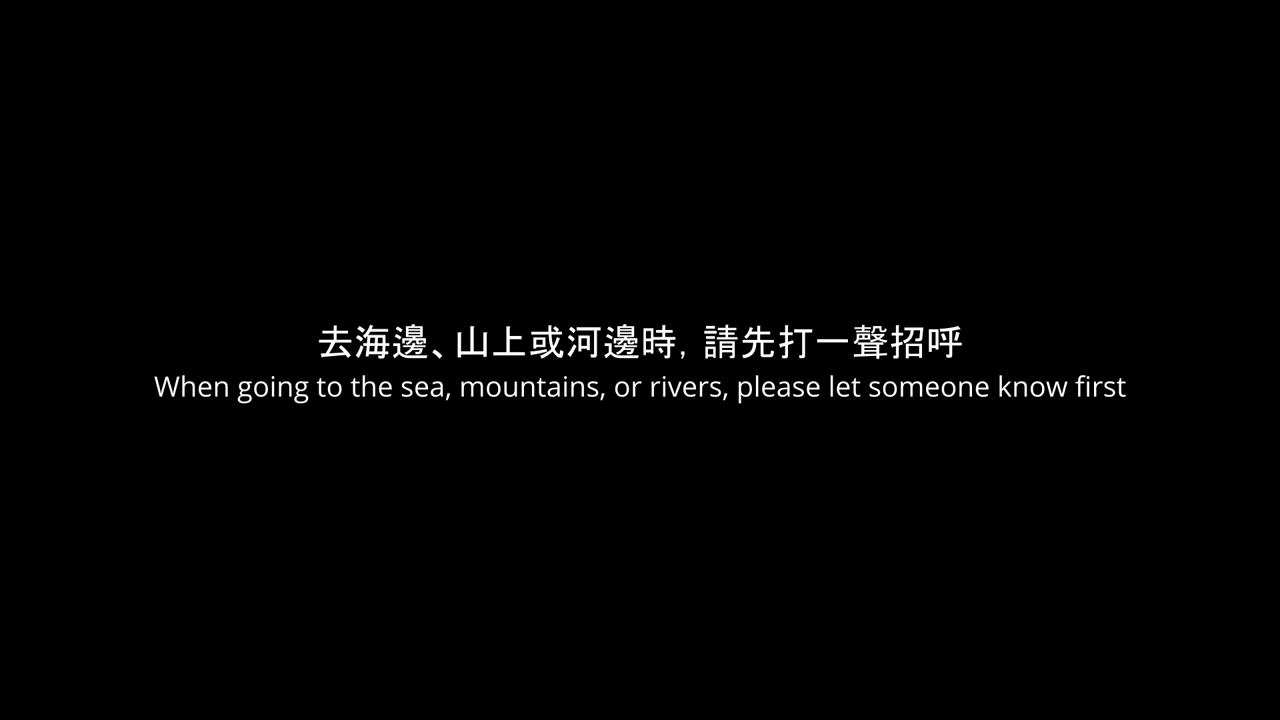 去海邊、山上或河邊時，請先打一聲招呼
When going to the sea, mountains, or rivers, please let someone know first